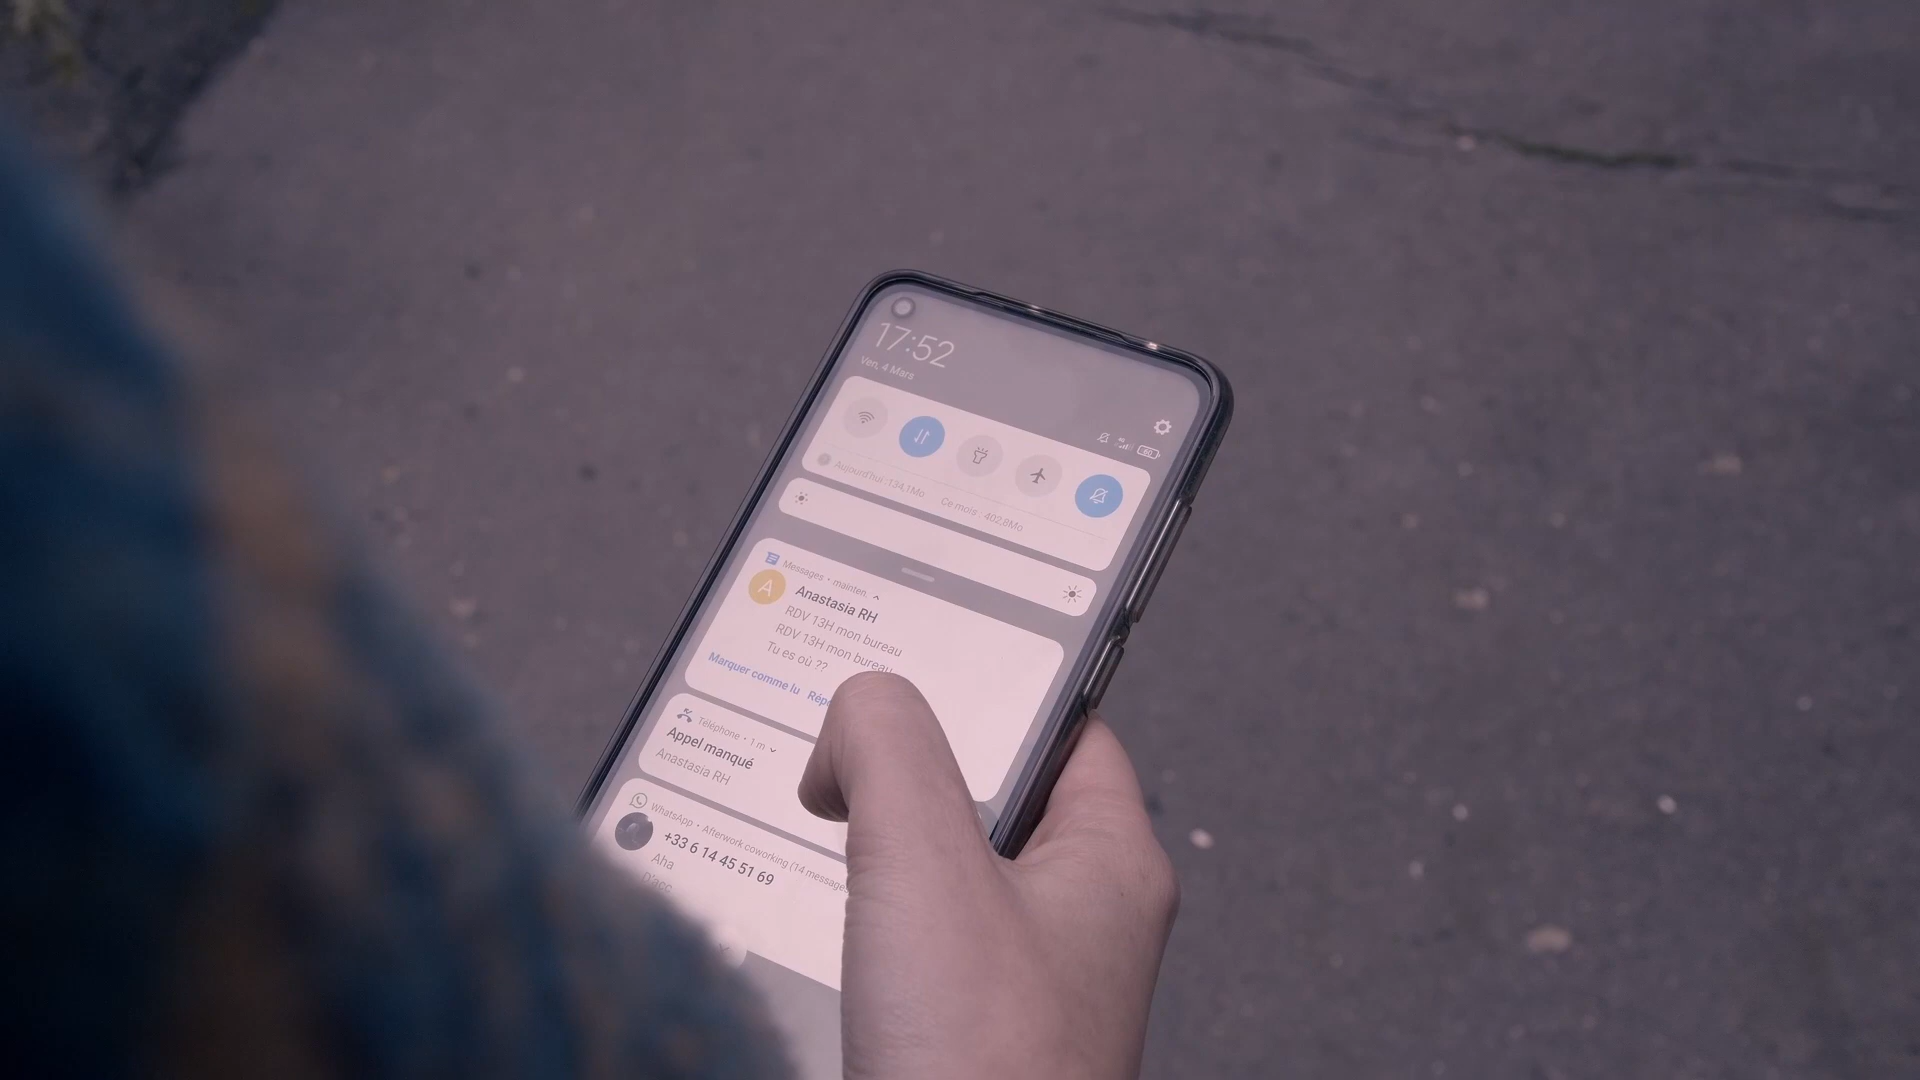 17:52
Ven, 4 Mars
80
Aujourd'hui : 134,1Mo Ce mois : 402,8Mo
Messages • mainten.
A
Anastasia RH
RDV 13H mon bureau
RDV 13H mon bureau
Tu es où ??
Marquer comme lu
Téléphone • 1 m
Appel manqué
Anastasia RH
WhatsApp • Afterwork coworking (14 messages
+33 6 14 45 51 69
Aha
D'acc